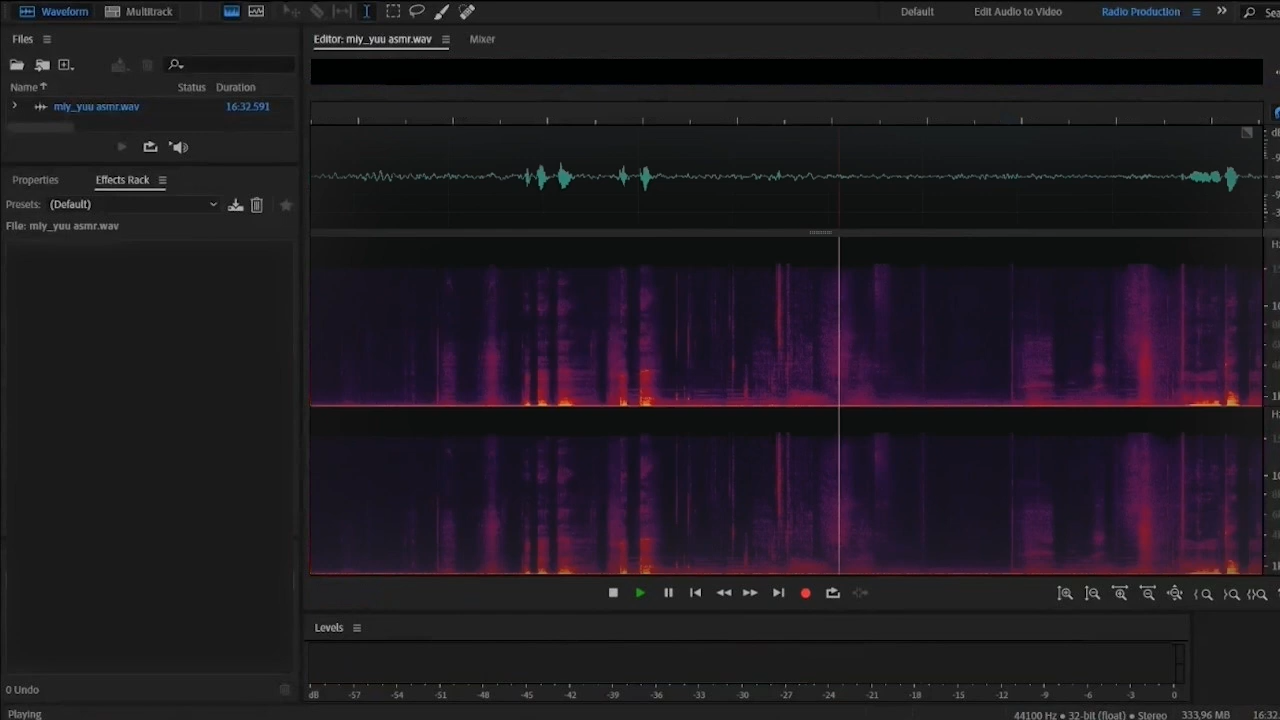 Waveform Multitrack Default Edit Audio to Video Radio Production
Files Editor: mly_yuu asmr.wav Mixer
Name Status Duration
mly_yuu asmr.wav 16:32.591
Properties Effects Rack
Presets: (Default)
File: mly_yuu asmr.wav
Levels
dB -57 -54 -51 -48 -45 -42 -39 -36 -33 -30 -27 -24 -21 -18 -15 -12 -9 -6 -3 0
0 Undo
Playing 44100 Hz • 32-bit (float) • Stereo 333,96 MB 16:32